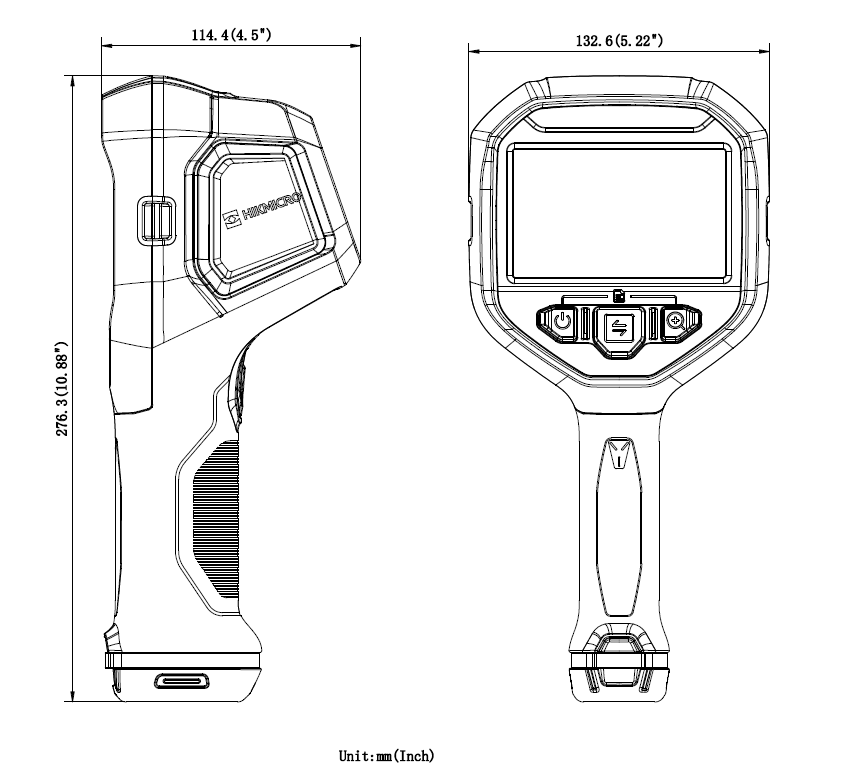 114.4(4.5")
132.6(5.22")
276.3(10.88")
HIKMICRO
Unit:mm(Inch)